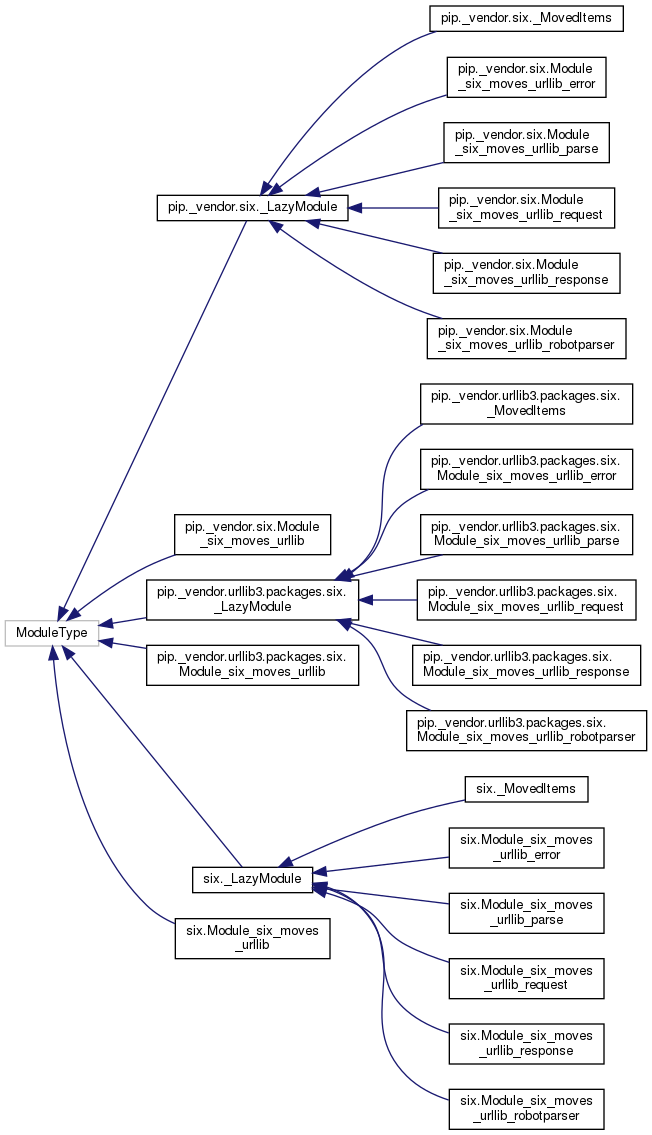 pip._vendor.six._MovedItems
pip._vendor.six.Module
_six_moves_urllib_error
pip._vendor.six.Module
_six_moves_urllib_parse
pip._vendor.six._LazyModule
pip._vendor.six.Module
_six_moves_urllib_request
pip._vendor.six.Module
_six_moves_urllib_response
pip._vendor.six.Module
_six_moves_urllib_robotparser
pip._vendor.urllib3.packages.six.
_MovedItems
pip._vendor.urllib3.packages.six.
Module_six_moves_urllib_error
pip._vendor.six.Module
_six_moves_urllib
pip._vendor.urllib3.packages.six.
Module_six_moves_urllib_parse
pip._vendor.urllib3.packages.six.
_LazyModule
pip._vendor.urllib3.packages.six.
Module_six_moves_urllib_request
ModuleType
pip._vendor.urllib3.packages.six.
Module_six_moves_urllib
pip._vendor.urllib3.packages.six.
Module_six_moves_urllib_response
pip._vendor.urllib3.packages.six.
Module_six_moves_urllib_robotparser
six._MovedItems
six.Module_six_moves
_urllib_error
six._LazyModule
six.Module_six_moves
_urllib_parse
six.Module_six_moves
_urllib
six.Module_six_moves
_urllib_request
six.Module_six_moves
_urllib_response
six.Module_six_moves
_urllib_robotparser